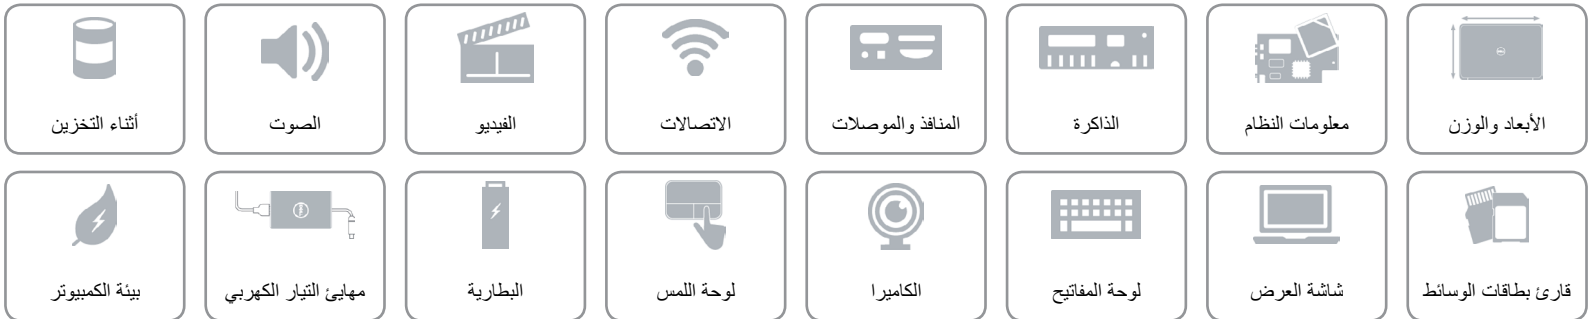 الأبعاد والوزن
معلومات النظام
الذاكرة
المنافذ والموصلات
الاتصالات
الفيديو
الصوت
أثناء التخزين
قارئ بطاقات الوسائط
شاشة العرض
لوحة المفاتيح
الكاميرا
لوحة اللمس
البطارية
مهايئ التيار الكهربي
بيئة الكمبيوتر